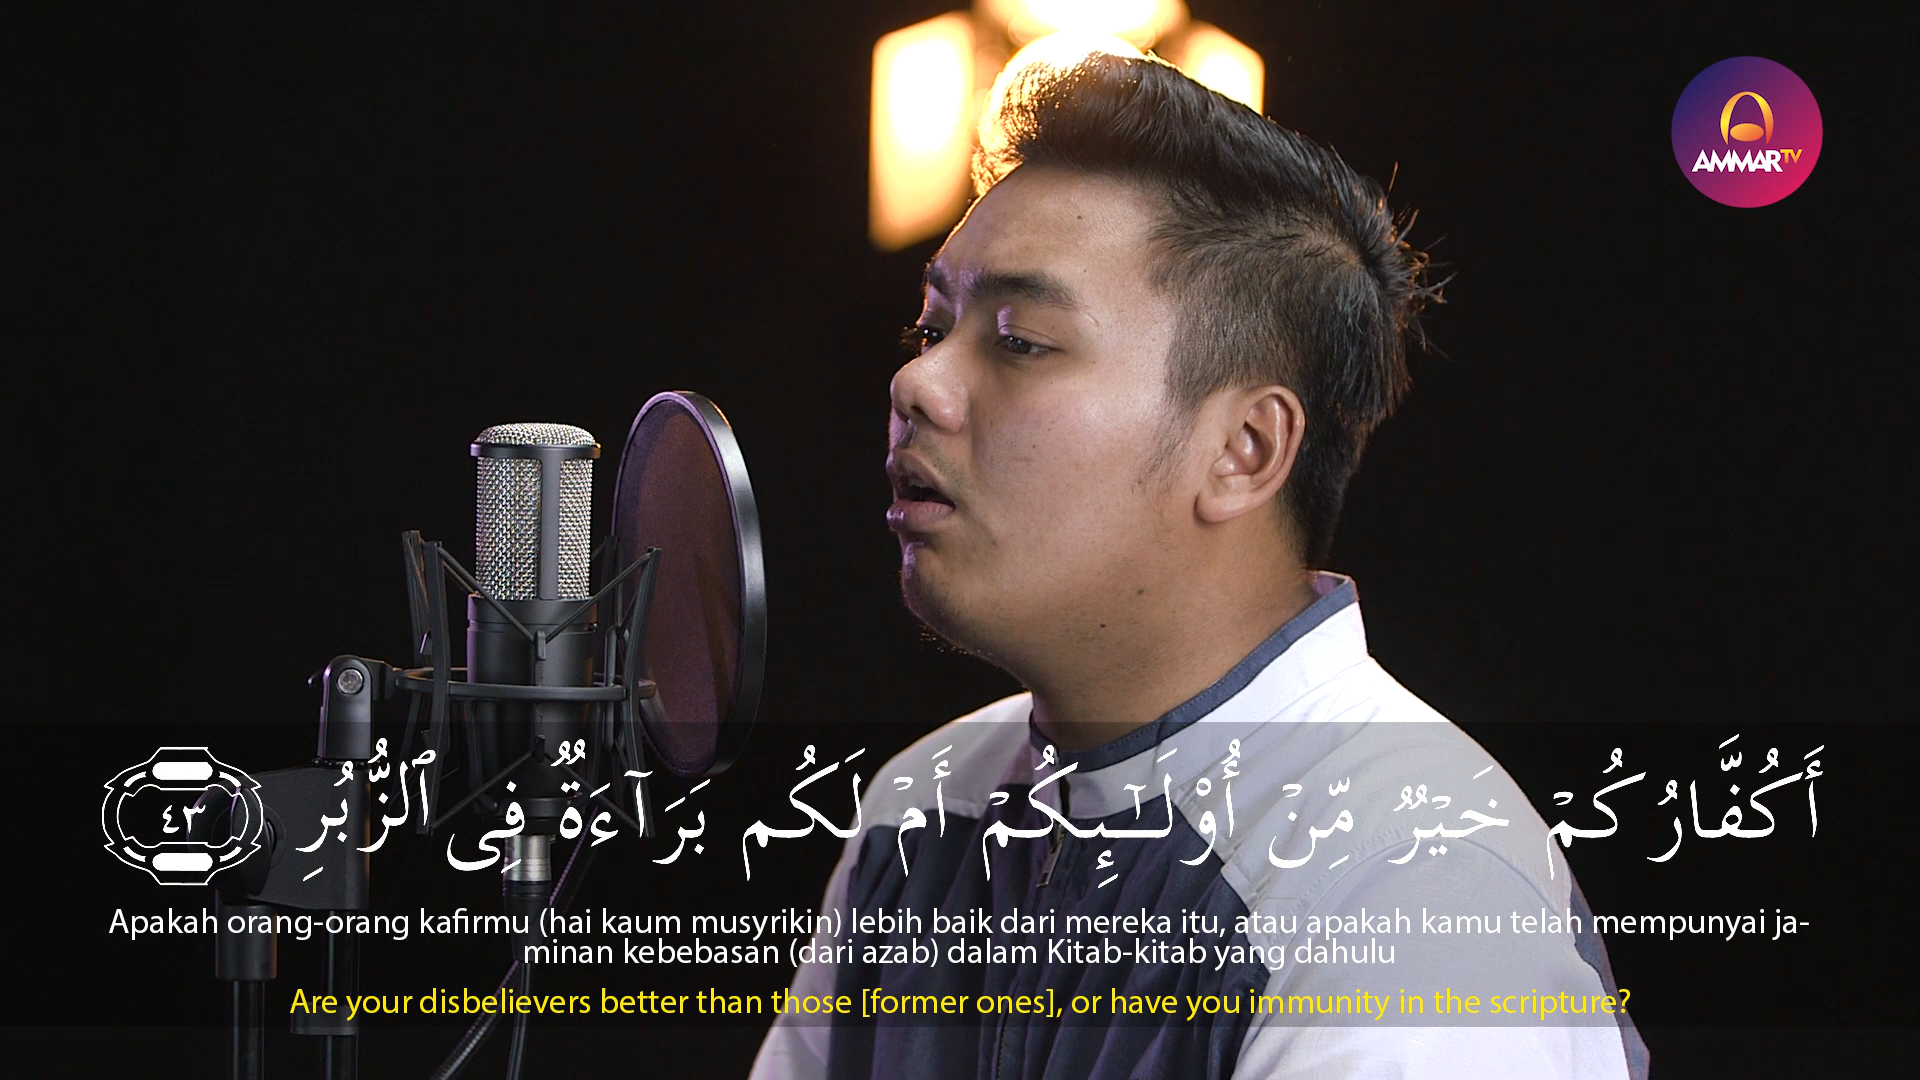 AMMARTV
أَكُفَّارُكُمْ خَيْرٌ مِّنْ أُو۟لَـٰٓئِكُمْ أَمْ لَكُم بَرَآءَةٌ فِى ٱلزُّبُرِ ٤٣
Apakah orang-orang kafirmu (hai kaum musyrikin) lebih baik dari mereka itu, atau apakah kamu telah mempunyai ja-
minan kebebasan (dari azab) dalam Kitab-kitab yang dahulu
Are your disbelievers better than those [former ones], or have you immunity in the scripture?